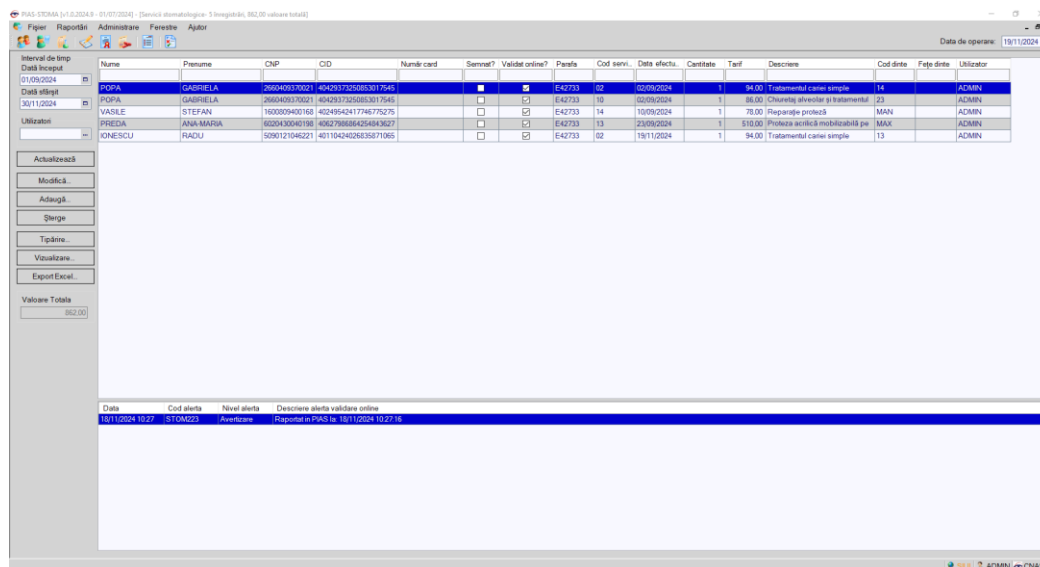 PIAS-STOMA [v1.0.2024.9 - 01/07/2024] - [Servicii stomatologice- 5 înregistrări, 862,00 valoare totală]
Fișier Raportări Administrare Ferestre Ajutor
Data de operare: 19/11/2024
Interval de timp
Dată început
01/09/2024
Dată sfârșit
30/11/2024
Utilizatori
...
Actualizează
Modifică...
Adaugă...
Șterge
Tipărire...
Vizualizare...
Export Excel...
Valoare Totala
862,00
Nume Prenume CNP CID Număr card Semnat? Validat online? Parafa Cod servi... Data efectu... Cantitate Tarif Descriere Cod dinte Fețe dinte Utilizator
POPA GABRIELA 2660409370021 40429373250853017545 E42733 02 02/09/2024 1 94,00 Tratamentul cariei simple 14 ADMIN
POPA GABRIELA 2660409370021 40429373250853017545 E42733 10 02/09/2024 1 86,00 Chiuretaj alveolar și tratamentul 23 ADMIN
VASILE STEFAN 1600809400168 40249542417746775275 E42733 14 10/09/2024 1 78,00 Reparație proteză MAN ADMIN
PREDA ANA-MARIA 6020430040198 40627986864254843627 E42733 13 23/09/2024 1 510,00 Proteza acrilică mobilizabilă pe MAX ADMIN
IONESCU RADU 5090121046221 40110424026835871065 E42733 02 19/11/2024 1 94,00 Tratamentul cariei simple 13 ADMIN
Data Cod alerta Nivel alerta Descriere alerta validare online
18/11/2024 10:27 STOM223 Avertizare Raportat in PIAS la: 18/11/2024 10:27:16
ADMIN